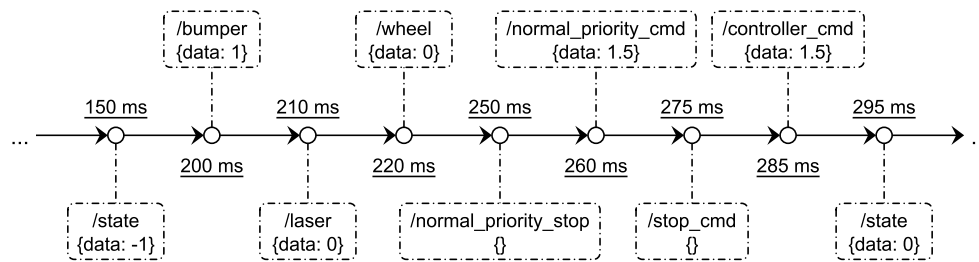 /bumper
{data: 1}
/wheel
{data: 0}
/normal_priority_cmd
{data: 1.5}
/controller_cmd
{data: 1.5}
150 ms
210 ms
250 ms
275 ms
295 ms
...
.
200 ms
220 ms
260 ms
285 ms
/state
{data: -1}
/laser
{data: 0}
/normal_priority_stop
{}
/stop_cmd
{}
/state
{data: 0}